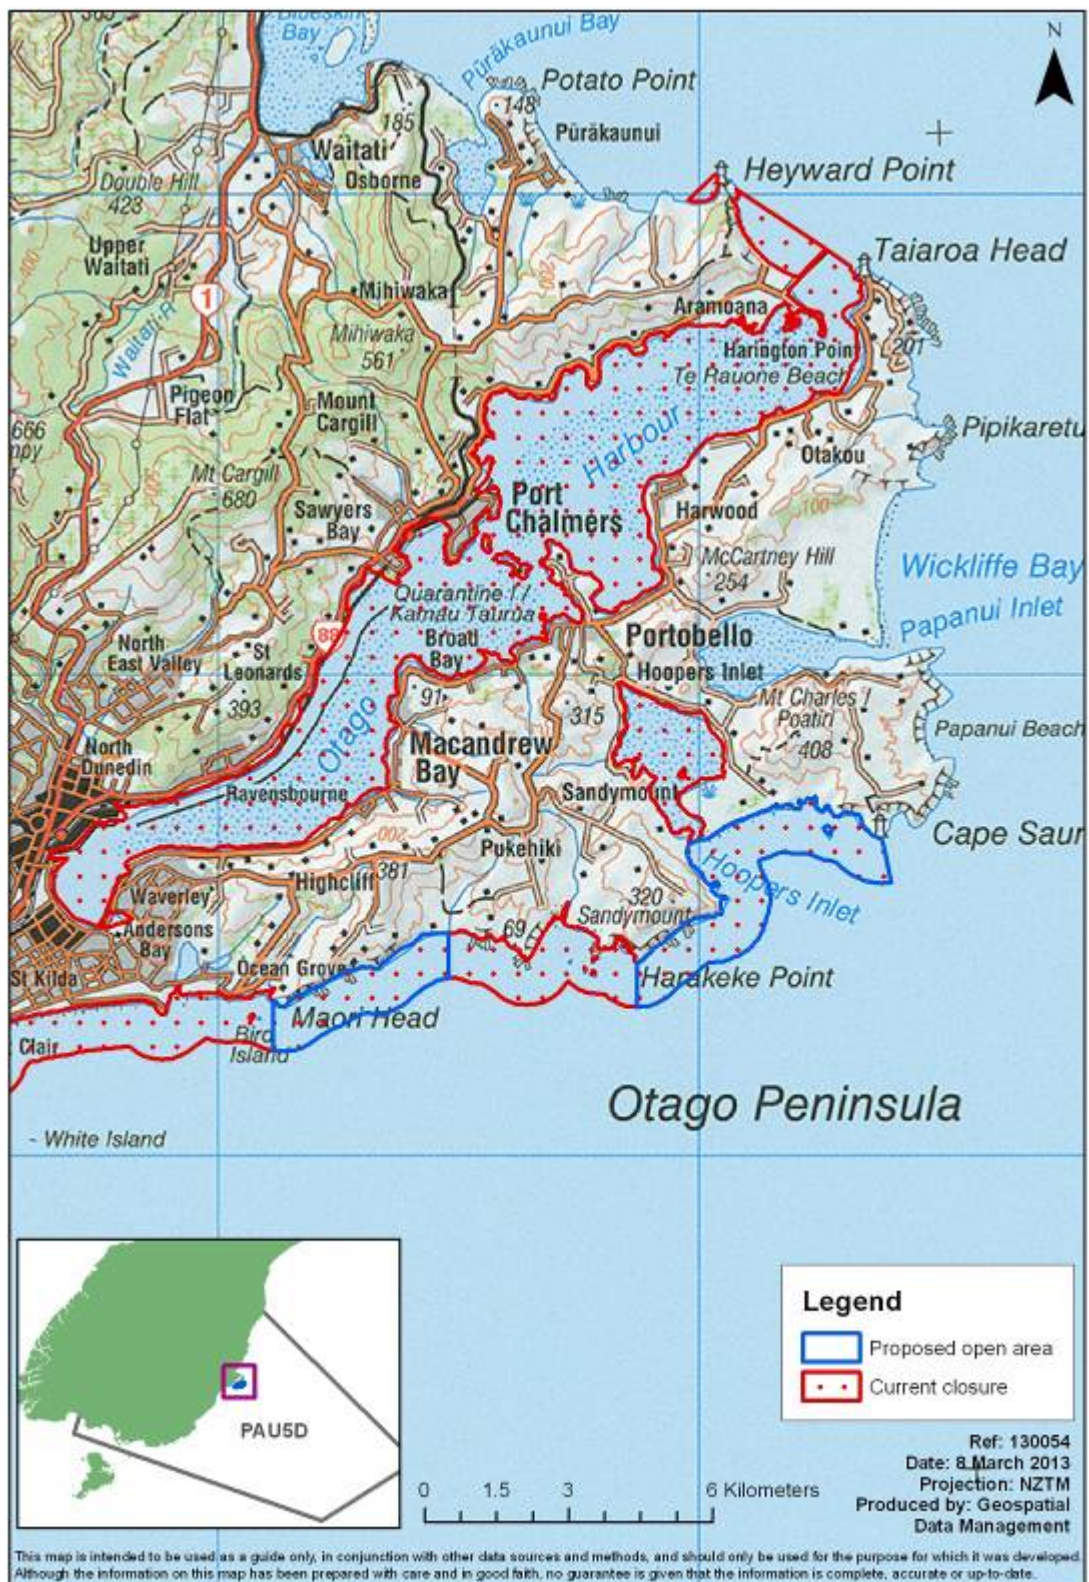 Blueskin
Bay
Pūrākaunui Bay
N
Potato Point
148
185
Pūrākaunui
Waitati
Osborne
Heyward Point
Double Hill
423
Upper
Waitati
400
Taiaroa Head
1
Mihiwaka
200
Aramoana
Waitati R
Mihiwaka
561
Harington Point
201
Te Rauone Beach
Pigeon
Flat
Mount
Cargill
666
Harbour
Pipikaretu
Otakou
Mt Cargill
680
Port
Chalmers
Sawyers
Bay
Harwood
100
McCartney Hill
254
Wickliffe Bay
Quarantine I /
Kamau Taurua
Papanui Inlet
88
Broad
Bay
Portobello
North
East Valley
St
Leonards
Hoopers Inlet
91
315
Mt Charles /
Poatiri
408
393
Otago
Papanui Beach
Macandrew
Bay
North
Dunedin
Ravensbourne
Sandymount
200
Pukehiki
Cape Saun
Hoopers Inlet
Highcliff
381
Waverley
320
Sandymount
Andersons
Bay
69
Ocean Grove
St Kilda
Harakeke Point
Maori Head
Clair
Bird
Island
Otago Peninsula
- White Island
PAU5D
Legend
Proposed open area
Current closure
Ref: 130054
Date: 8 March 2013
Projection: NZTM
Produced by: Geospatial
Data Management
0 1.5 3 6 Kilometers
This map is intended to be used as a guide only, in conjunction with other data sources and methods, and should only be used for the purpose for which it was developed.
Although the information on this map has been prepared with care and in good faith, no guarantee is given that the information is complete, accurate or up-to-date.